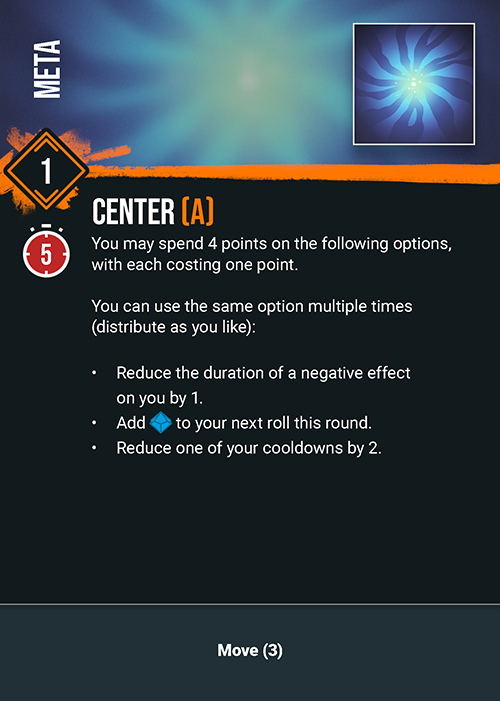 META
1
CENTER (A)
5
You may spend 4 points on the following options,
with each costing one point.
You can use the same option multiple times
(distribute as you like):
• Reduce the duration of a negative effect
on you by 1.
• Add to your next roll this round.
• Reduce one of your cooldowns by 2.
Move (3)